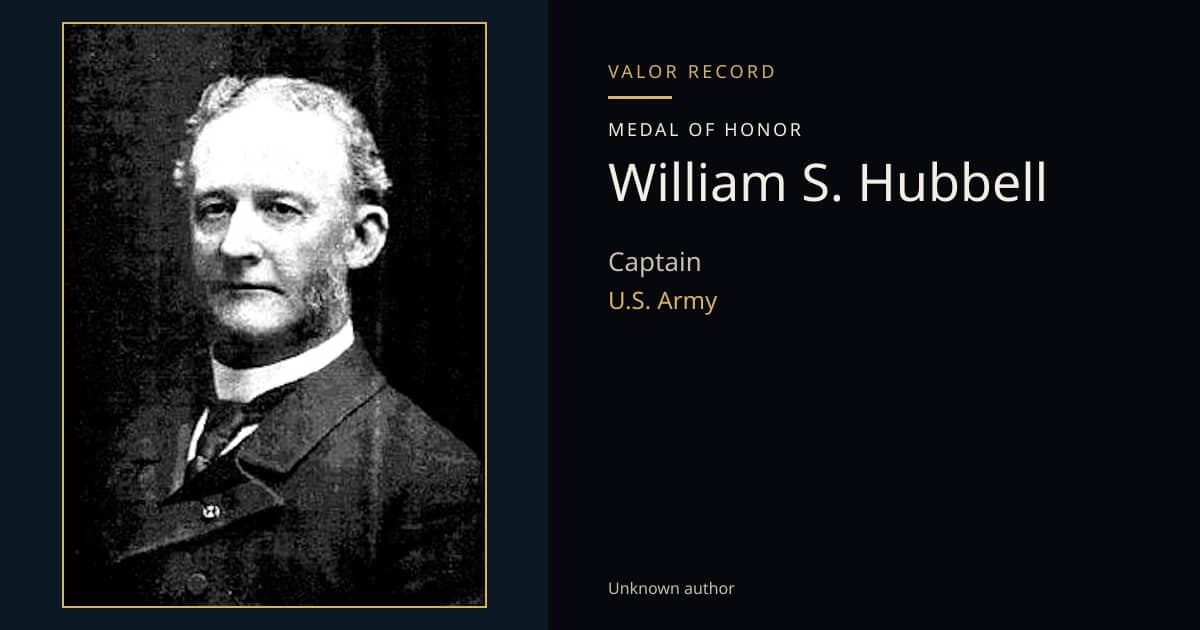 VALOR RECORD
MEDAL OF HONOR
William S. Hubbell
Captain
U.S. Army
Unknown author